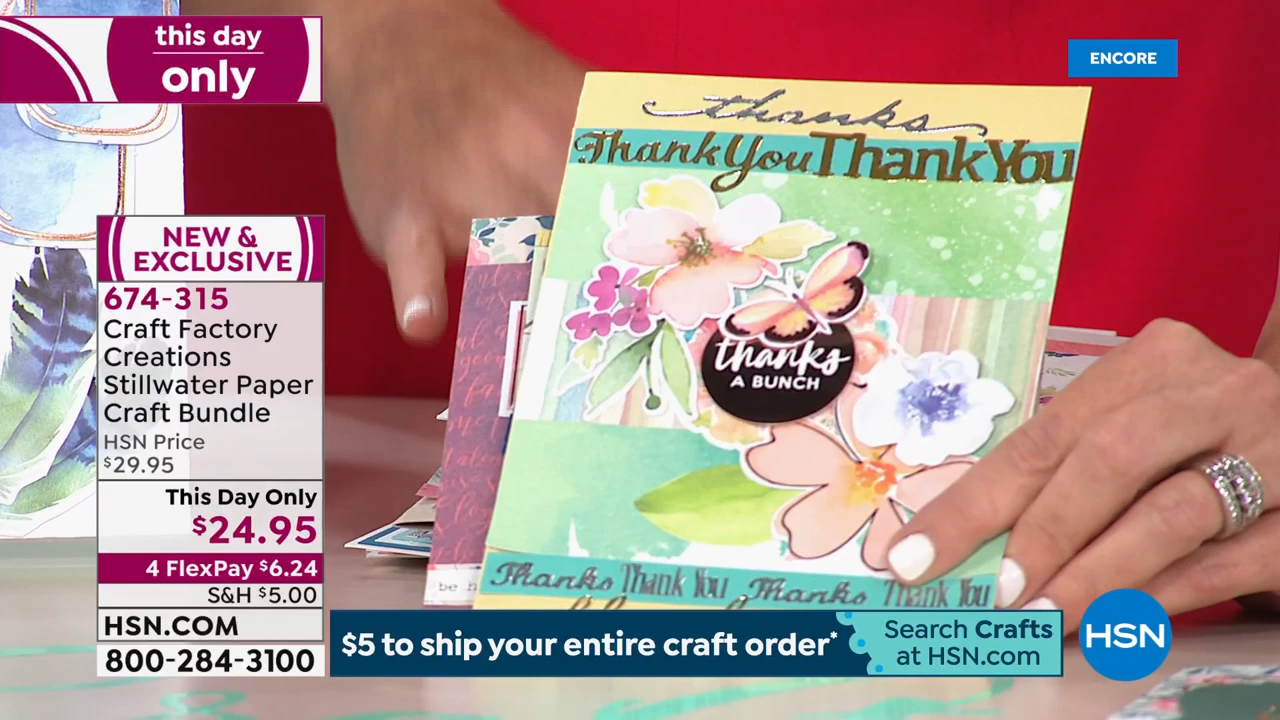 this day
only
ENCORE
thanks
Thank You Thank You
thanks
A BUNCH
Thanks Thank You Thanks Thank You
NEW &
EXCLUSIVE
674-315
Craft Factory
Creations
Stillwater Paper
Craft Bundle
HSN Price
$29.95
This Day Only
$24.95
4 FlexPay $6.24
S&H $5.00
HSN.COM
800-284-3100
$5 to ship your entire craft order*
Search Crafts
at HSN.com
HSN